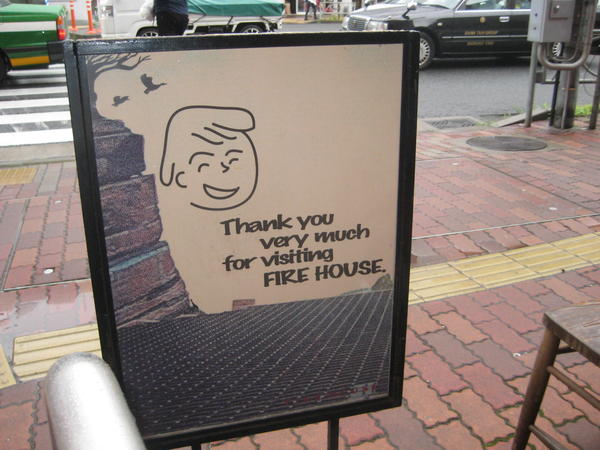 Thank you
very much
for visiting
FIRE HOUSE.